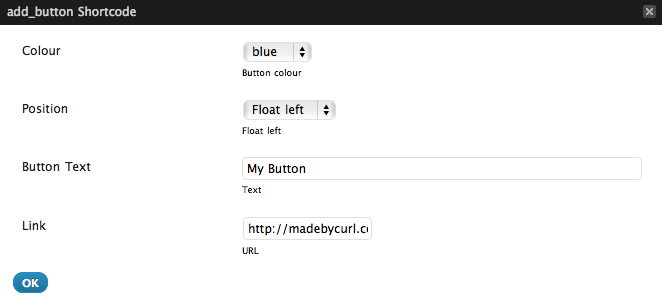 add_button Shortcode
Colour
blue
Button colour
Position
Float left
Float left
Button Text
My Button
Text
Link
http://madebycurl.co
URL
OK